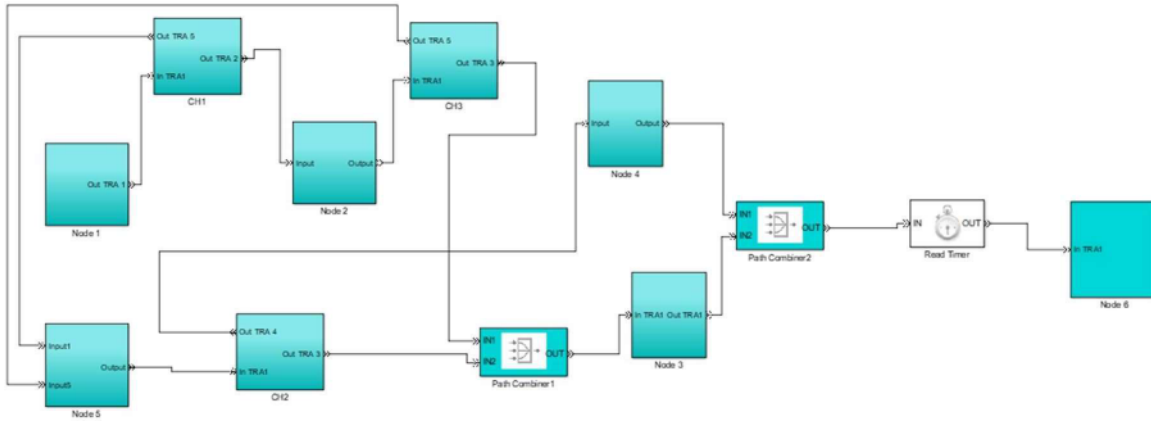 Out TRA 5
Out TRA 2
In TRA1
CH1
Out TRA 5
Out TRA 3
In TRA1
CH3
Out TRA 1
Node 1
Input
Output
Node 2
Input
Output
Node 4
IN1
IN2
OUT
Path Combiner2
IN
OUT
Read Timer
In TRA1
Node 6
Input1
Output
Input5
Node 5
Out TRA 4
Out TRA 3
In TRA1
CH2
IN1
IN2
OUT
Path Combiner1
In TRA1
Out TRA1
Node 3